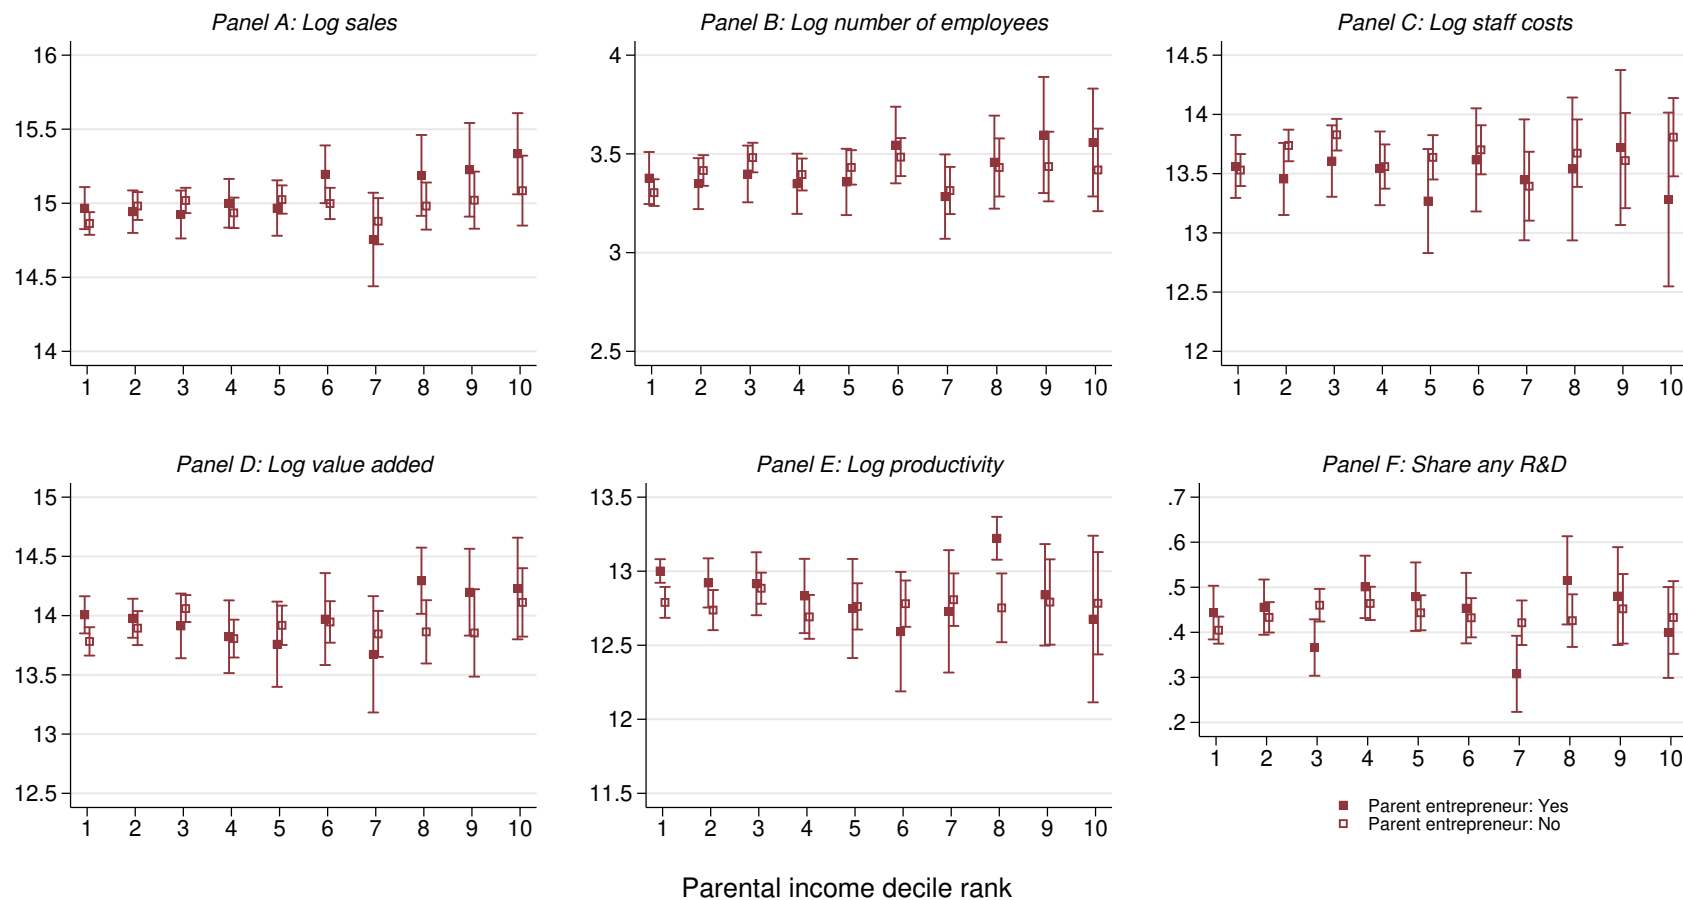 Panel A: Log sales
16
15.5
15
14.5
14
1 2 3 4 5 6 7 8 9 10
Panel B: Log number of employees
4
3.5
3
2.5
1 2 3 4 5 6 7 8 9 10
Panel C: Log staff costs
14.5
14
13.5
13
12.5
12
1 2 3 4 5 6 7 8 9 10
Panel D: Log value added
15
14.5
14
13.5
13
12.5
1 2 3 4 5 6 7 8 9 10
Panel E: Log productivity
13.5
13
12.5
12
11.5
1 2 3 4 5 6 7 8 9 10
Panel F: Share any R&D
.7
.6
.5
.4
.3
.2
1 2 3 4 5 6 7 8 9 10
Parent entrepreneur: Yes
Parent entrepreneur: No
Parental income decile rank